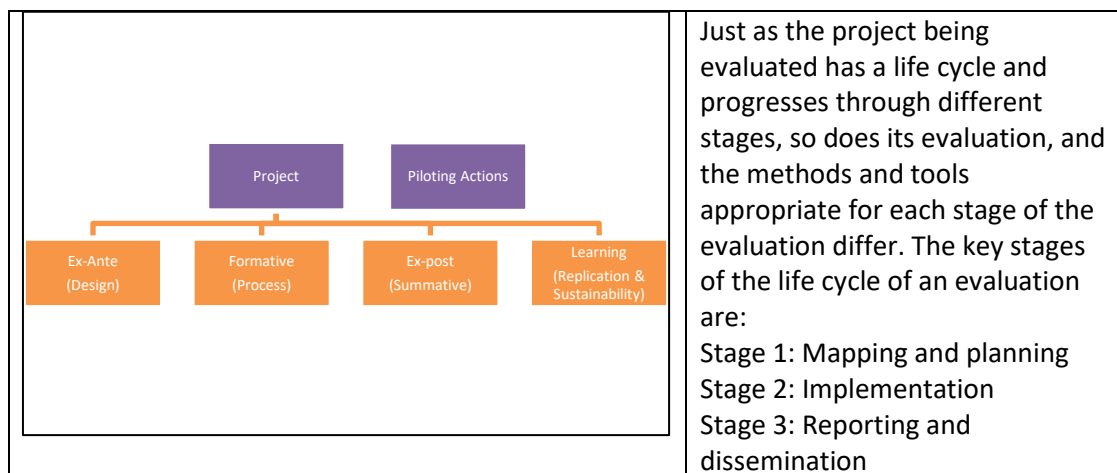 Project
Piloting Actions
Ex-Ante
(Design)
Formative
(Process)
Ex-post
(Summative)
Learning
(Replication &
Sustainability)
Just as the project being
evaluated has a life cycle and
progresses through different
stages, so does its evaluation, and
the methods and tools
appropriate for each stage of the
evaluation differ. The key stages
of the life cycle of an evaluation
are:
Stage 1: Mapping and planning
Stage 2: Implementation
Stage 3: Reporting and
dissemination